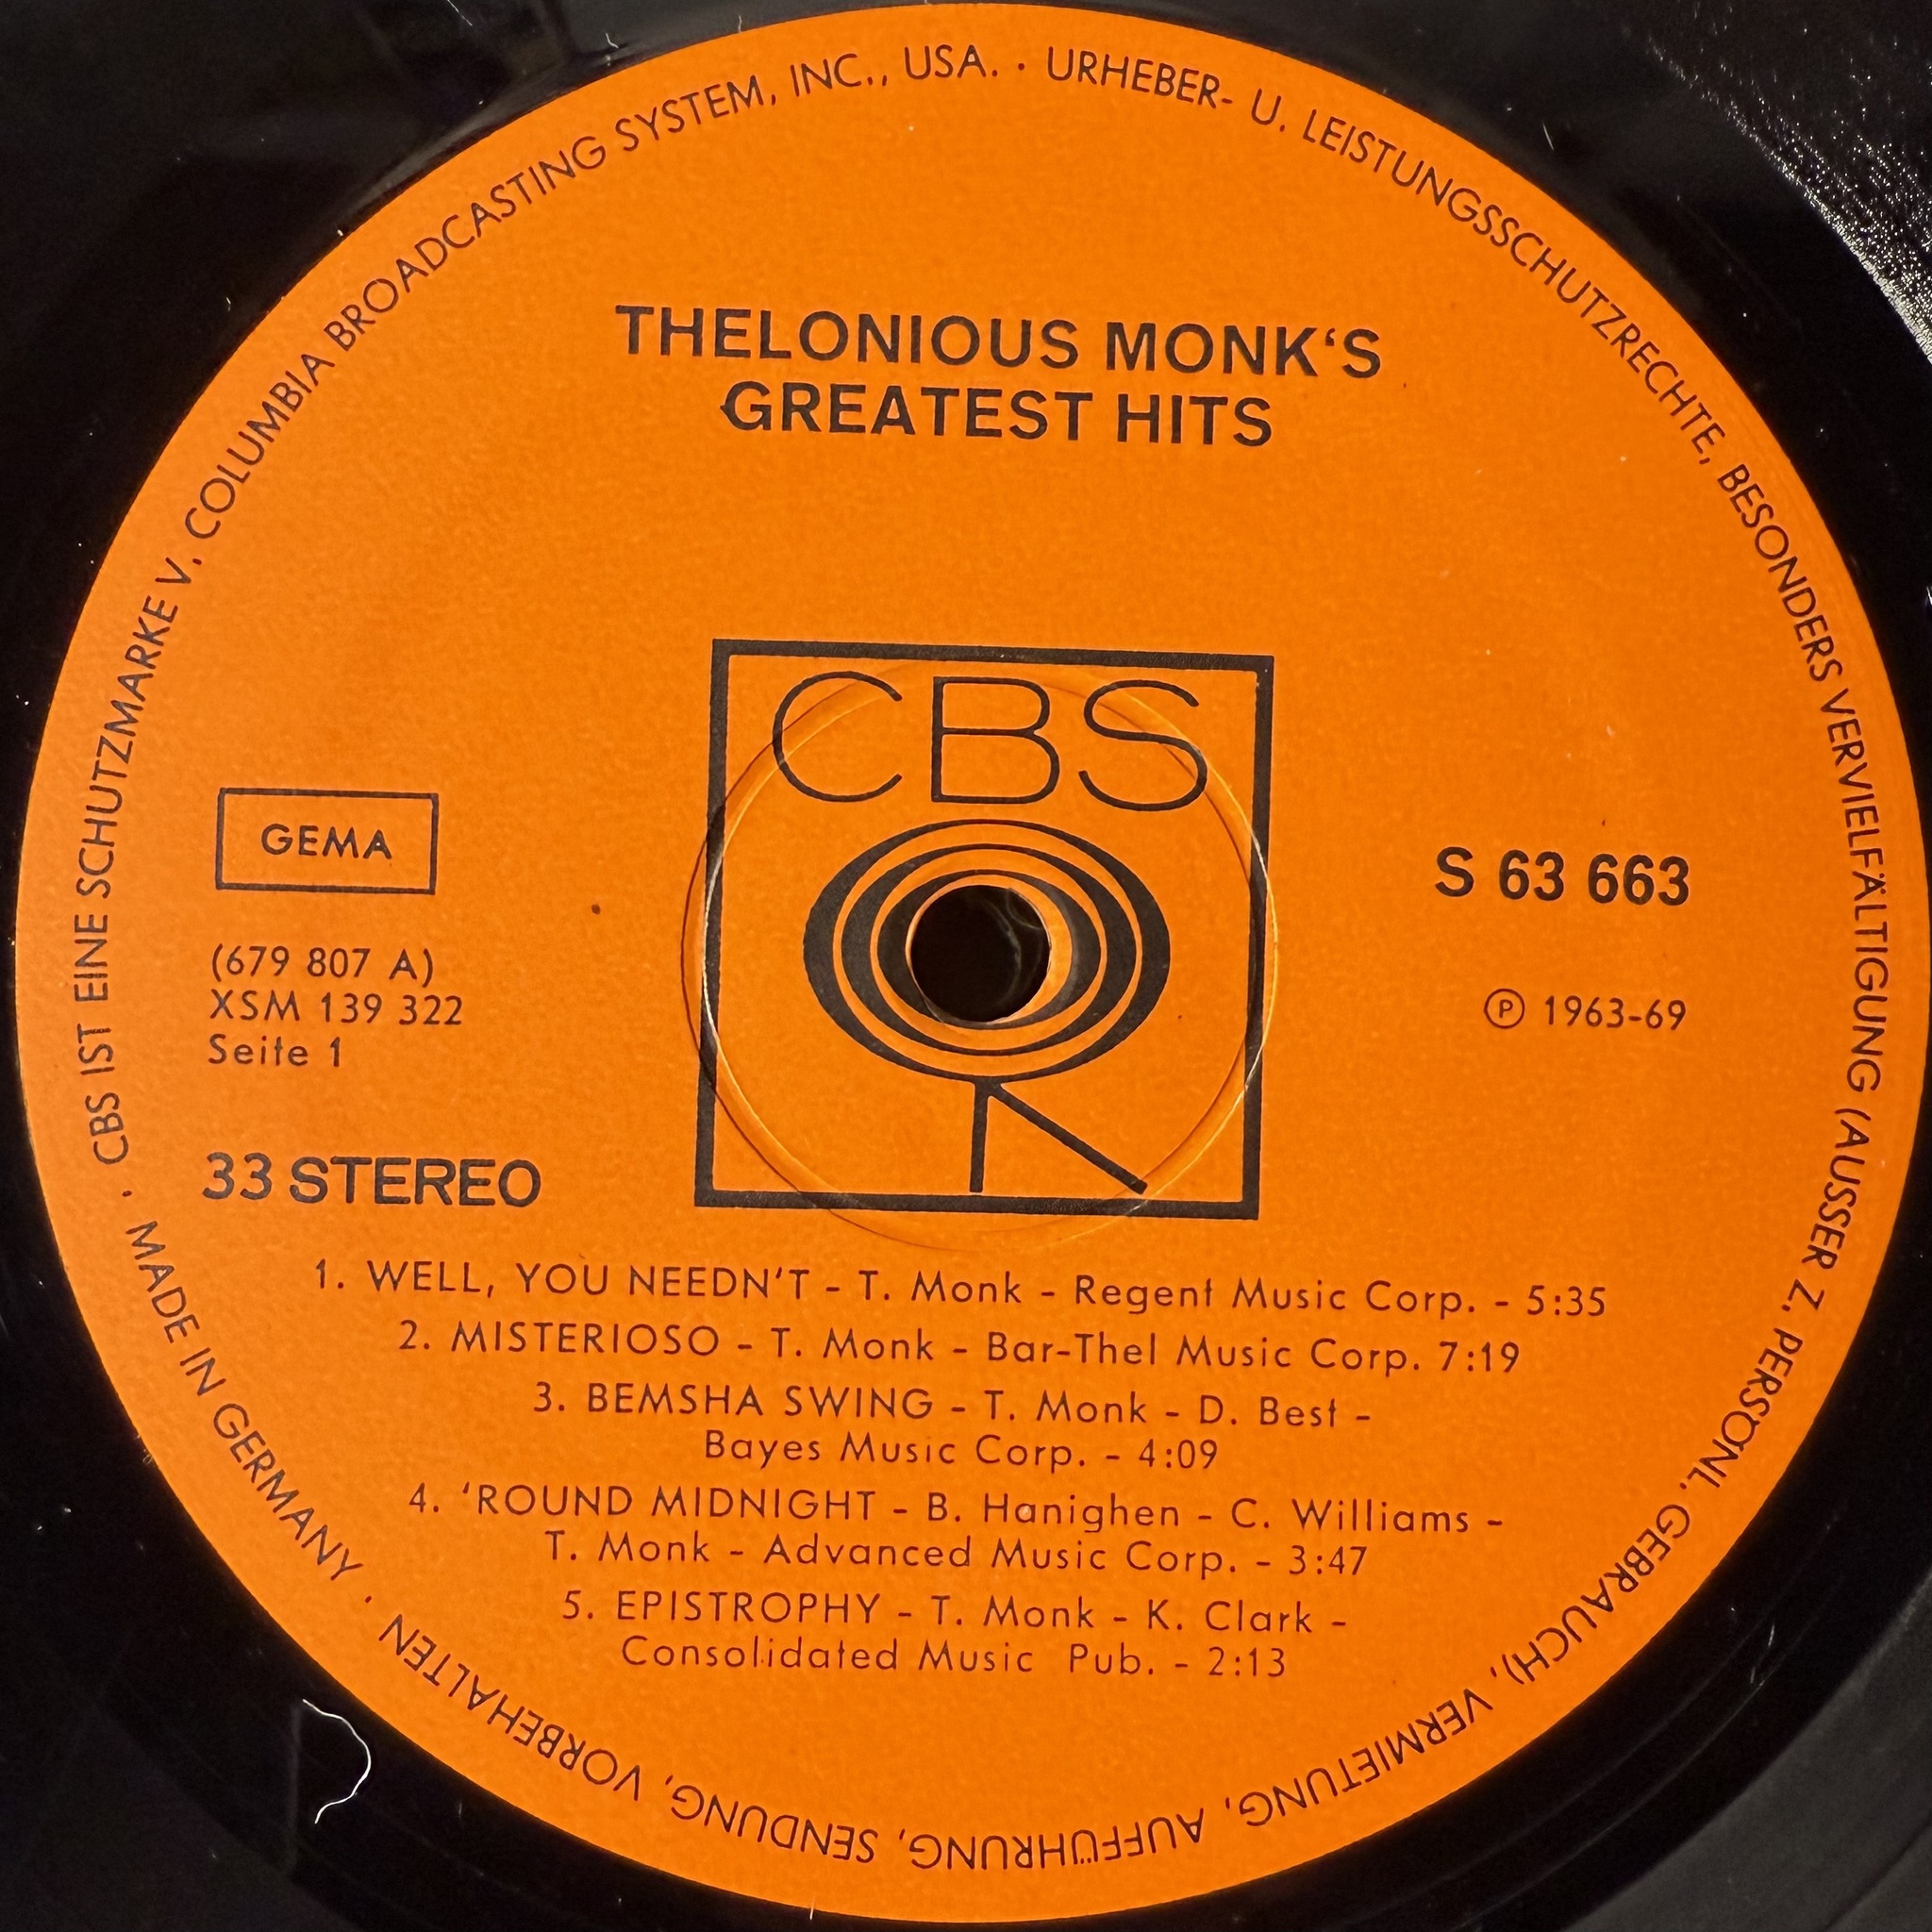 CBS IST EINE SCHUTZMARKE V. COLUMBIA BROADCASTING SYSTEM, INC., USA. · URHEBER- U. LEISTUNGSSCHUTZRECHTE, BESONDERS VERVIELFÄLTIGUNG (AUSSER Z. PERSÖNL. GEBRAUCH), VERMIETUNG, AUFFÜHRUNG, SENDUNG, VORBEHALTEN · MADE IN GERMANY ·
THELONIOUS MONK‘S
GREATEST HITS
CBS
GEMA
(679 807 A)
XSM 139 322
Seite 1
33 STEREO
S 63 663
Ⓟ 1963-69
1. WELL, YOU NEEDN'T - T. Monk - Regent Music Corp. - 5:35
2. MISTERIOSO - T. Monk - Bar-Thel Music Corp. 7:19
3. BEMSHA SWING - T. Monk - D. Best -
Bayes Music Corp. - 4:09
4. ‘ROUND MIDNIGHT - B. Hanighen - C. Williams -
T. Monk - Advanced Music Corp. - 3:47
5. EPISTROPHY - T. Monk - K. Clark -
Consolidated Music Pub. - 2:13